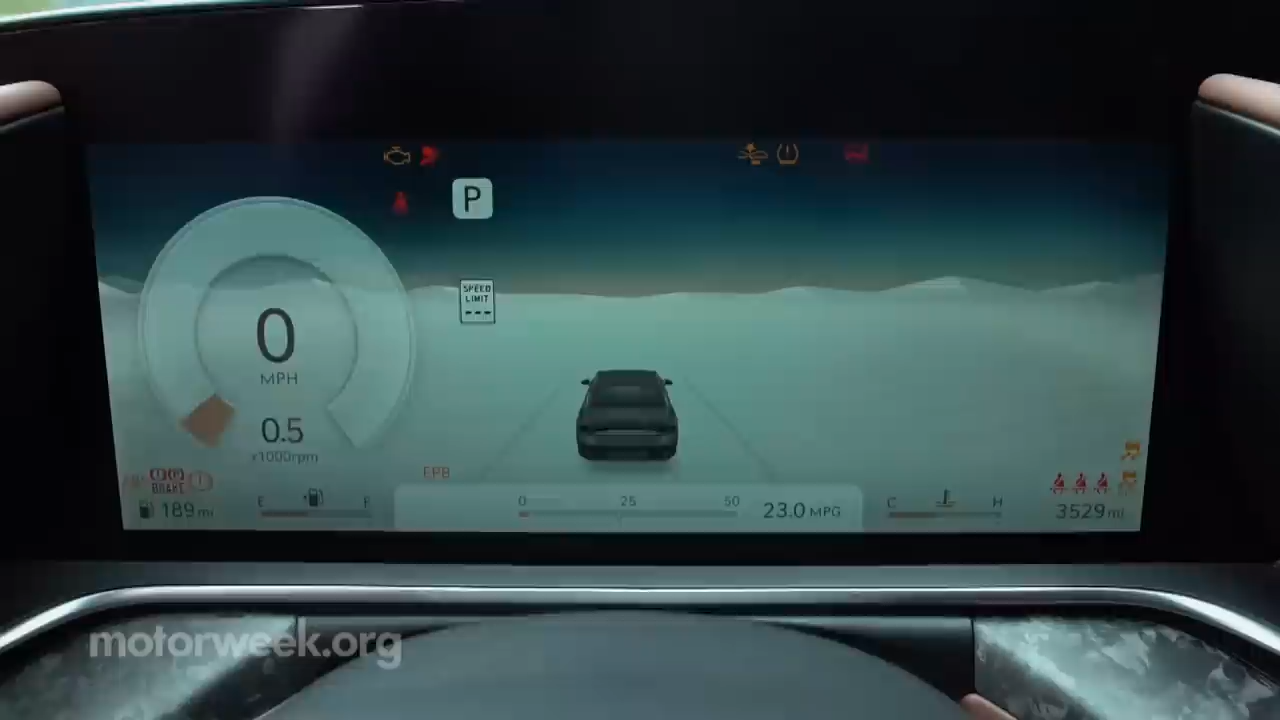 P
SPEED
LIMIT
---
0
MPH
0.5
x1000rpm
BRAKE
EPB
189 mi
E F
0 25 50
23.0 MPG
C H
3529 mi
motorweek.org